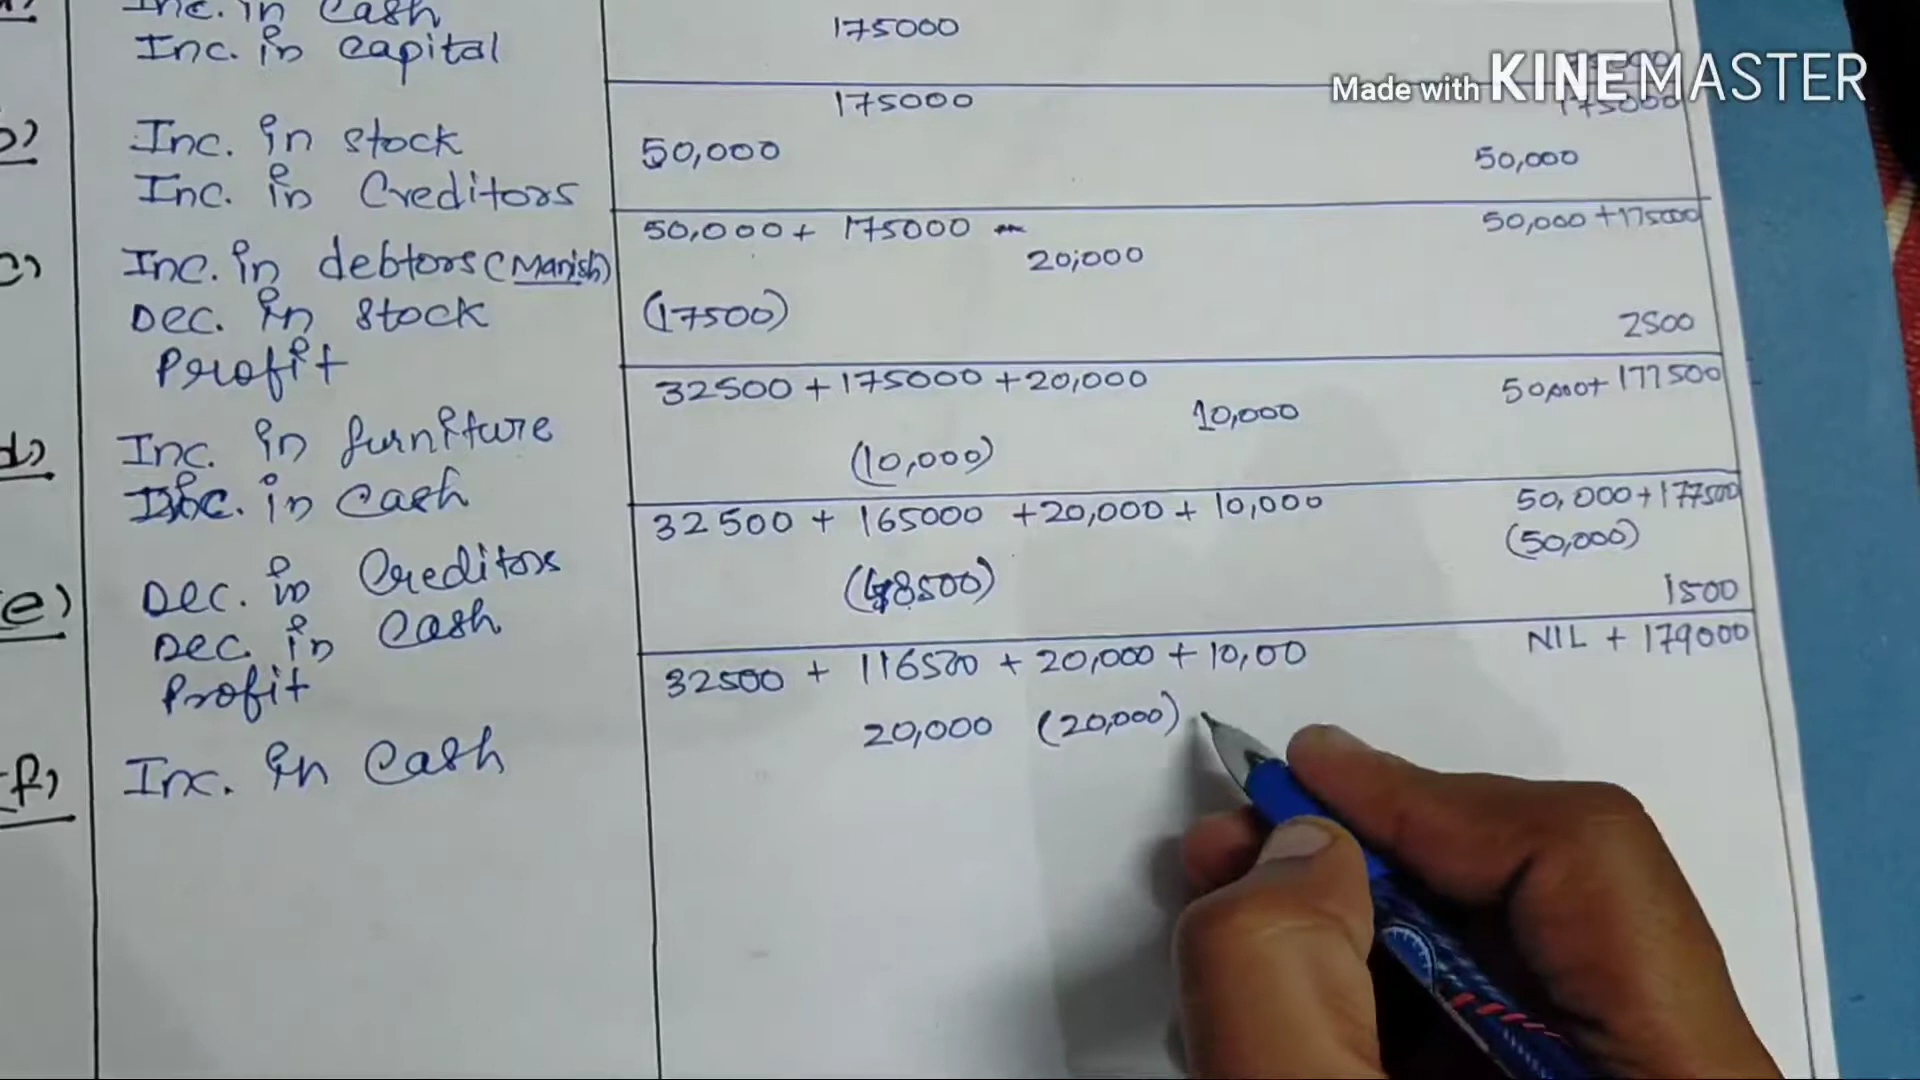 Inc. in Cash
Inc. in capital 175000
Made with KINEMASTER
175000 175000
b) Inc. in stock 50,000 50,000
Inc. in Creditors
50,000 + 175000 50,000 + 175000
c) Inc. in debtors (Manish) 20,000
Dec. in stock (17500) 2500
Profit
32500 + 175000 + 20,000 50,000 + 177500
d) Inc. in furniture 10,000
Dec. in Cash (10,000)
32500 + 165000 + 20,000 + 10,000 50,000 + 177500
(50,000)
(e) Dec. in Creditors (48500) 1500
Dec. in Cash
Profit
32500 + 116500 + 20,000 + 10,00 NIL + 179000
(f) Inc. in Cash 20,000 (20,000)